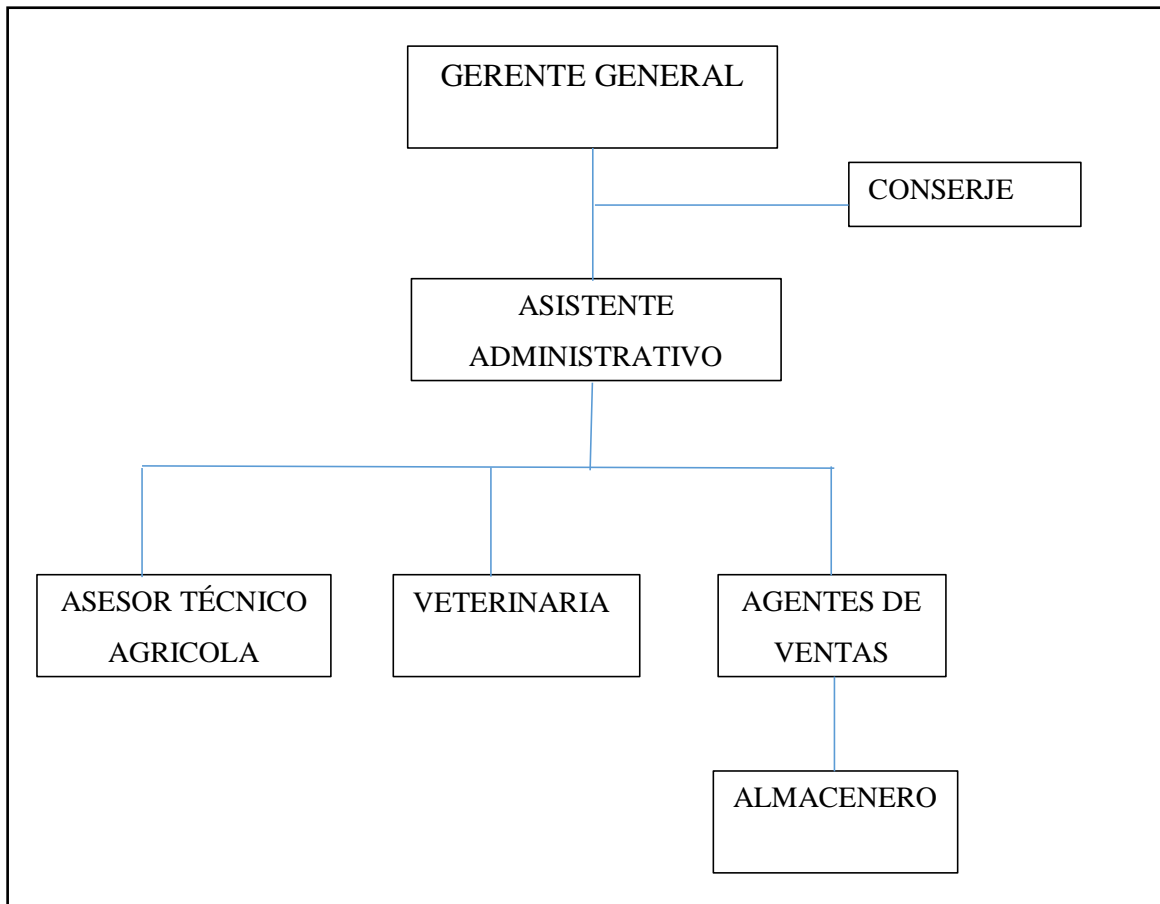 GERENTE GENERAL
CONSERJE
ASISTENTE
ADMINISTRATIVO
ASESOR TÉCNICO
AGRICOLA
VETERINARIA
AGENTES DE
VENTAS
ALMACENERO